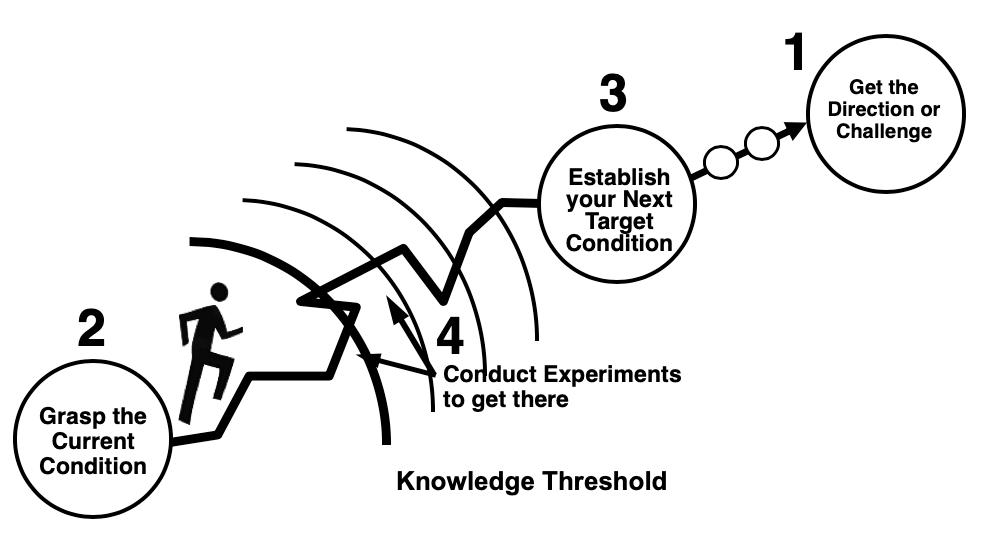 1
Get the
Direction or
Challenge
3
Establish
your Next
Target
Condition
2
Grasp the
Current
Condition
4
Conduct Experiments
to get there
Knowledge Threshold